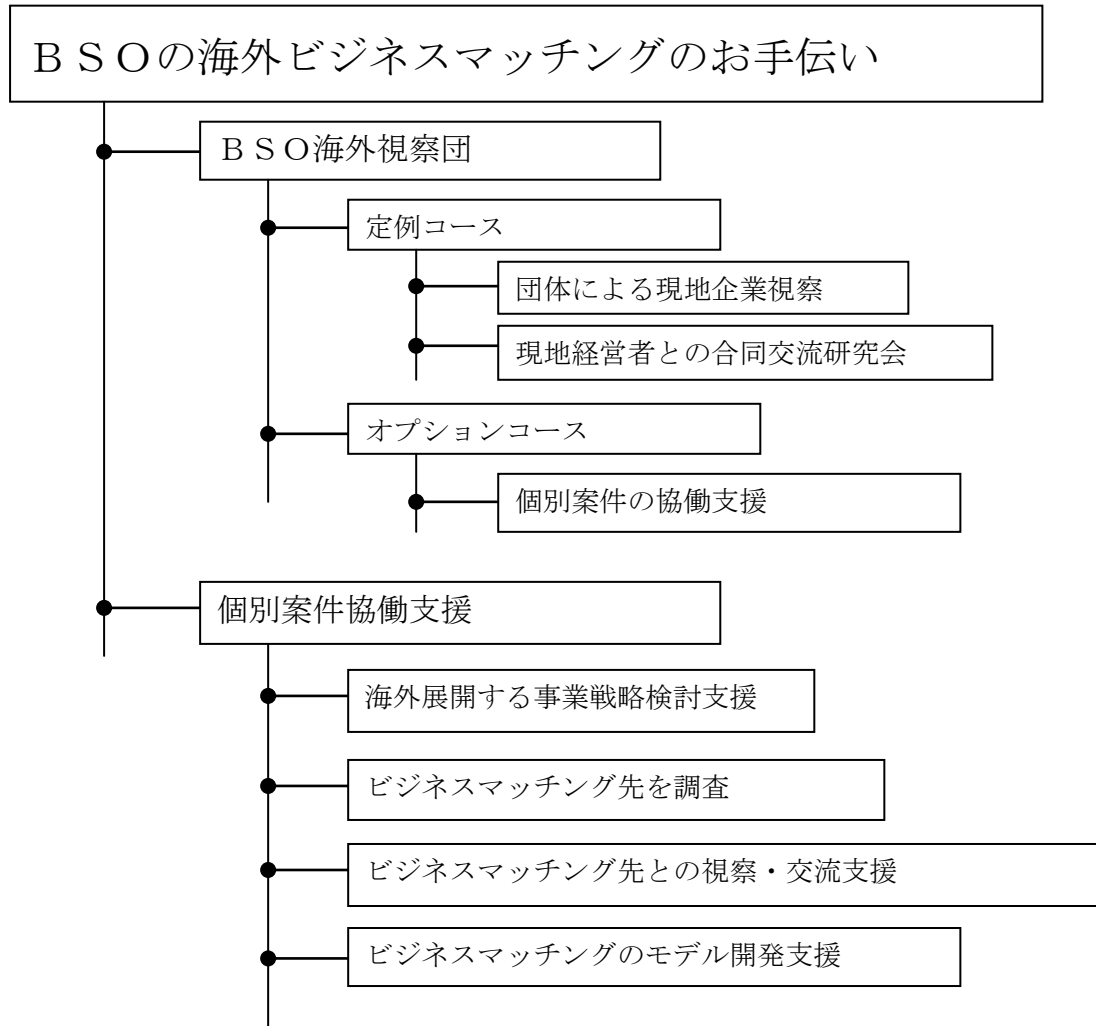 ＢＳＯの海外ビジネスマッチングのお手伝い
ＢＳＯ海外視察団
定例コース
団体による現地企業視察
現地経営者との合同交流研究会
オプションコース
個別案件の協働支援
個別案件協働支援
海外展開する事業戦略検討支援
ビジネスマッチング先を調査
ビジネスマッチング先との視察・交流支援
ビジネスマッチングのモデル開発支援